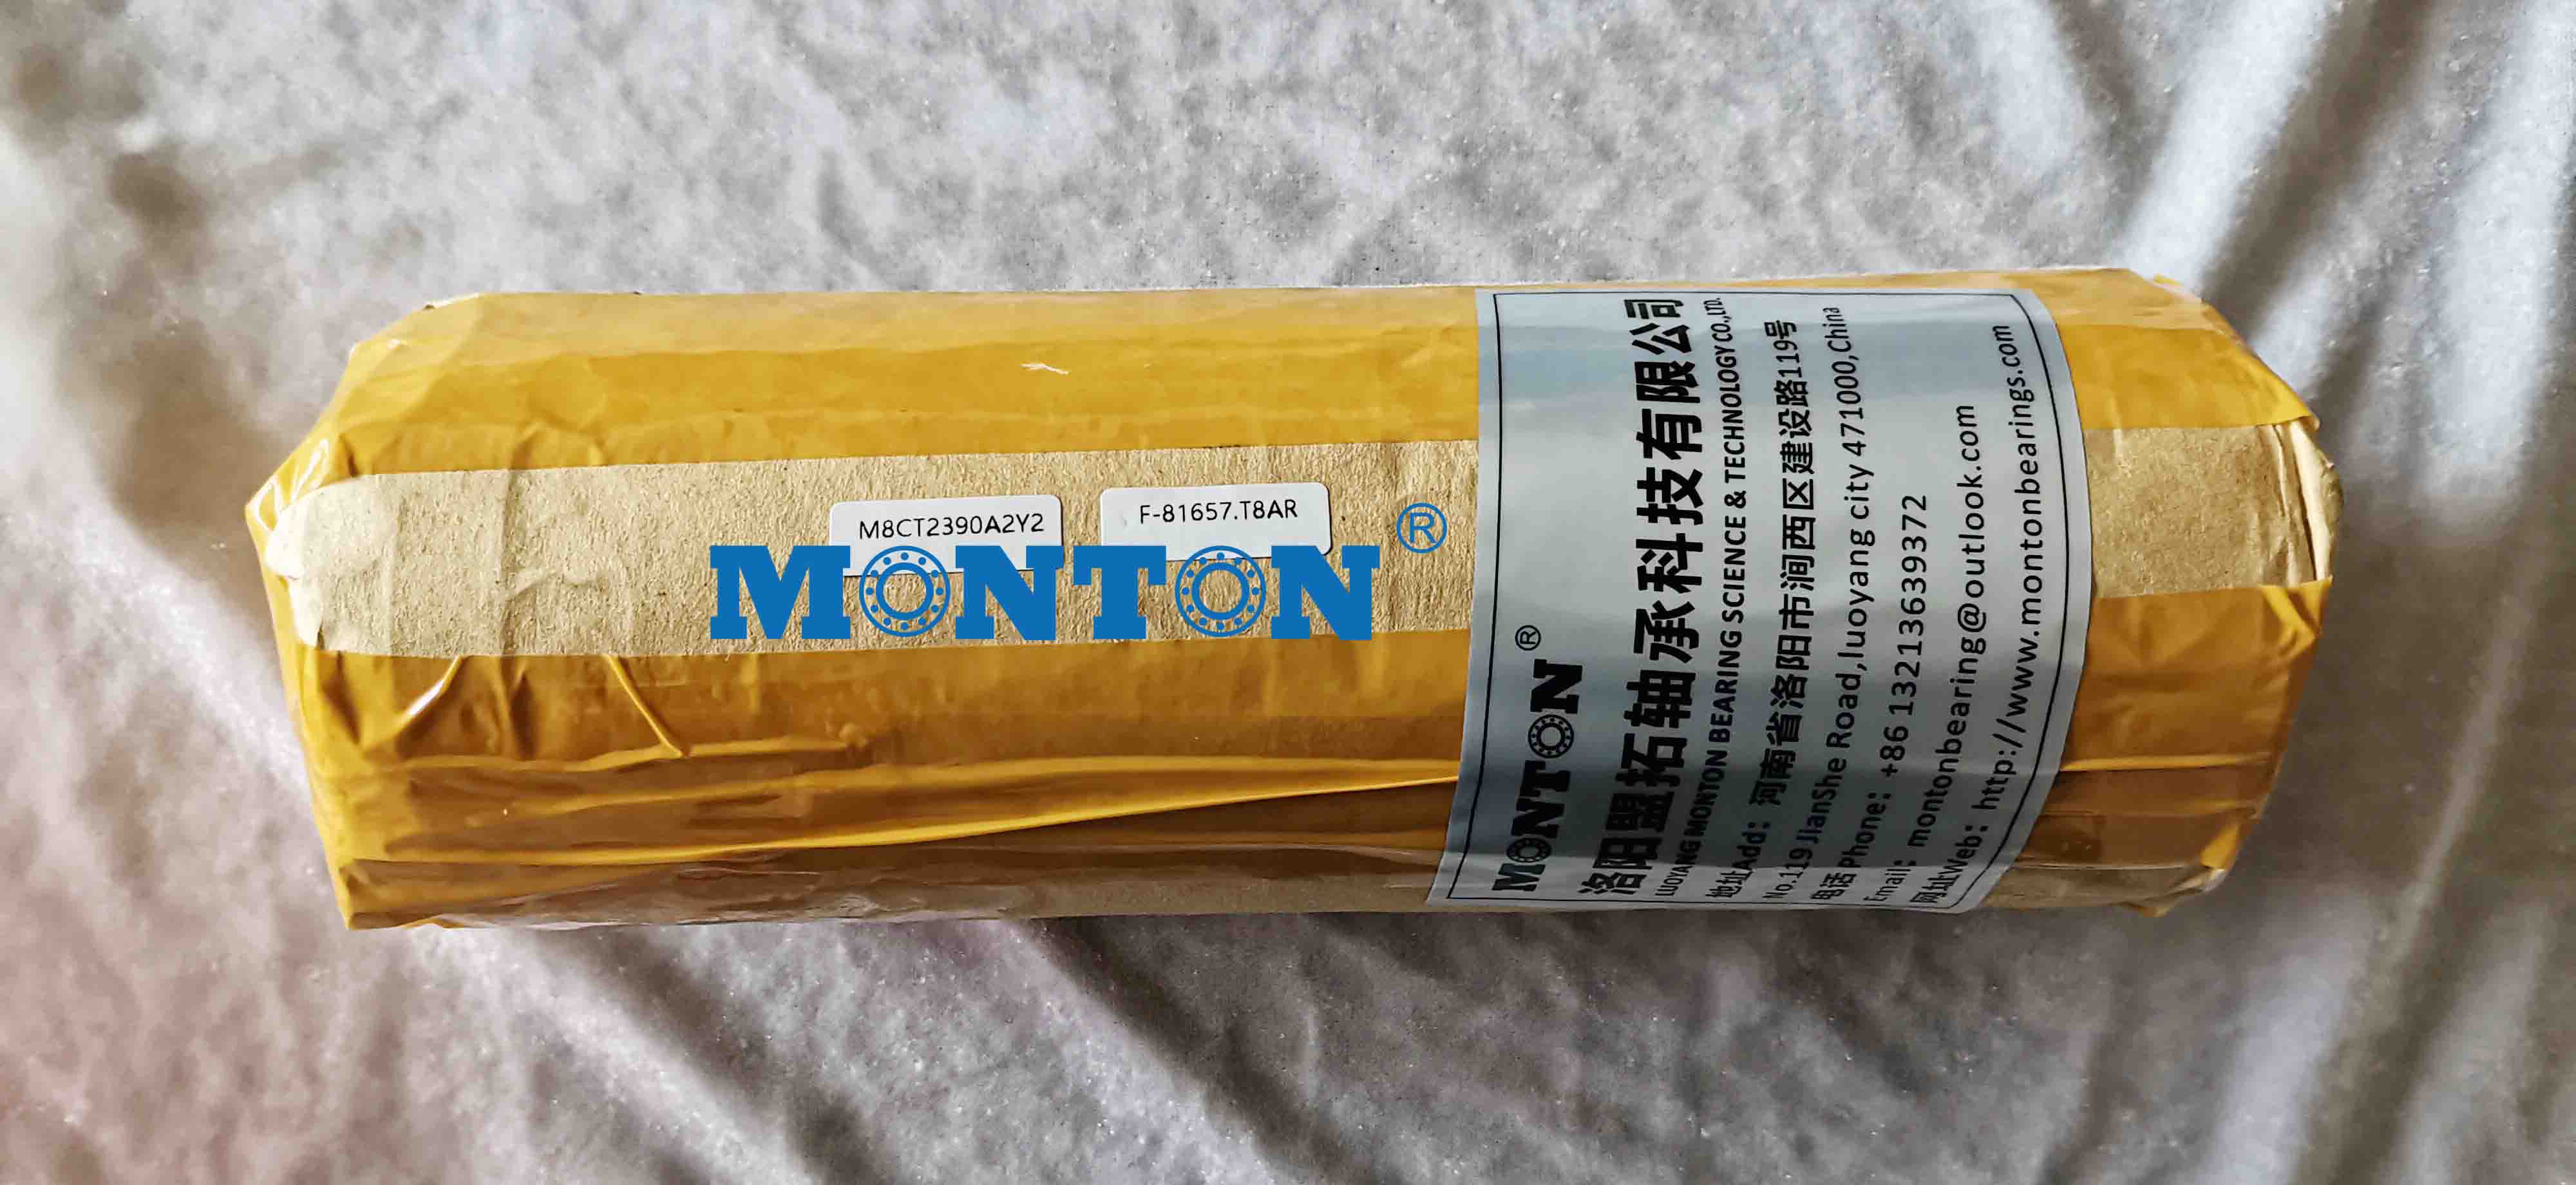 M8CT2390A2Y2
F-81657.T8AR
MONTON®
MONTON®
洛阳盟拓轴承科技有限公司
LUOYANG MONTON BEARING SCIENCE & TECHNOLOGY CO.,LTD.
地址Add：河南省洛阳市涧西区建设路119号
No.119 JianShe Road,luoyang city 471000,China
电话Phone：+86 13213639372
Email：montonbearing@outlook.com
网址Web：http://www.montonbearings.com